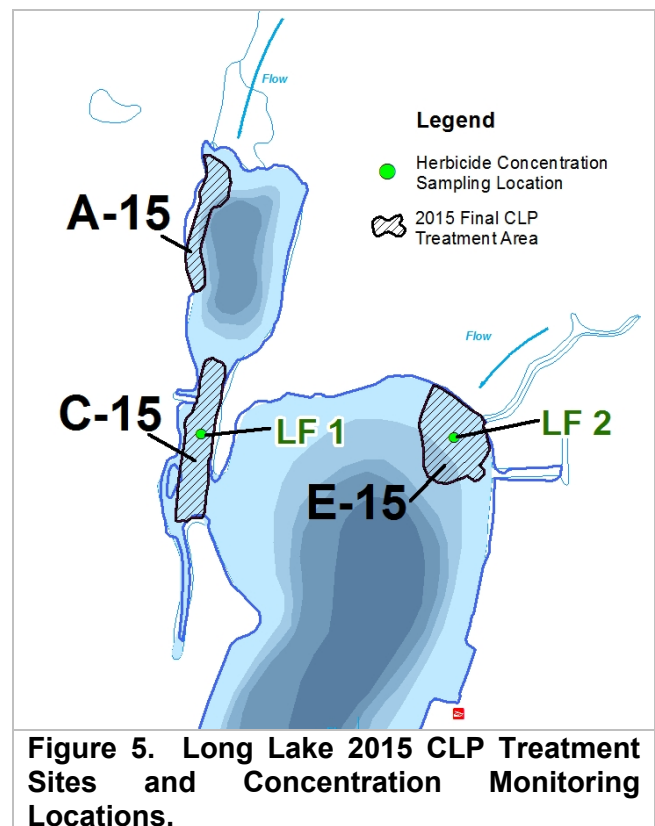 Flow
Legend
Herbicide Concentration
Sampling Location
2015 Final CLP
Treatment Area
A-15
Flow
C-15
LF 1
LF 2
E-15
Figure 5. Long Lake 2015 CLP Treatment
Sites and Concentration Monitoring
Locations.